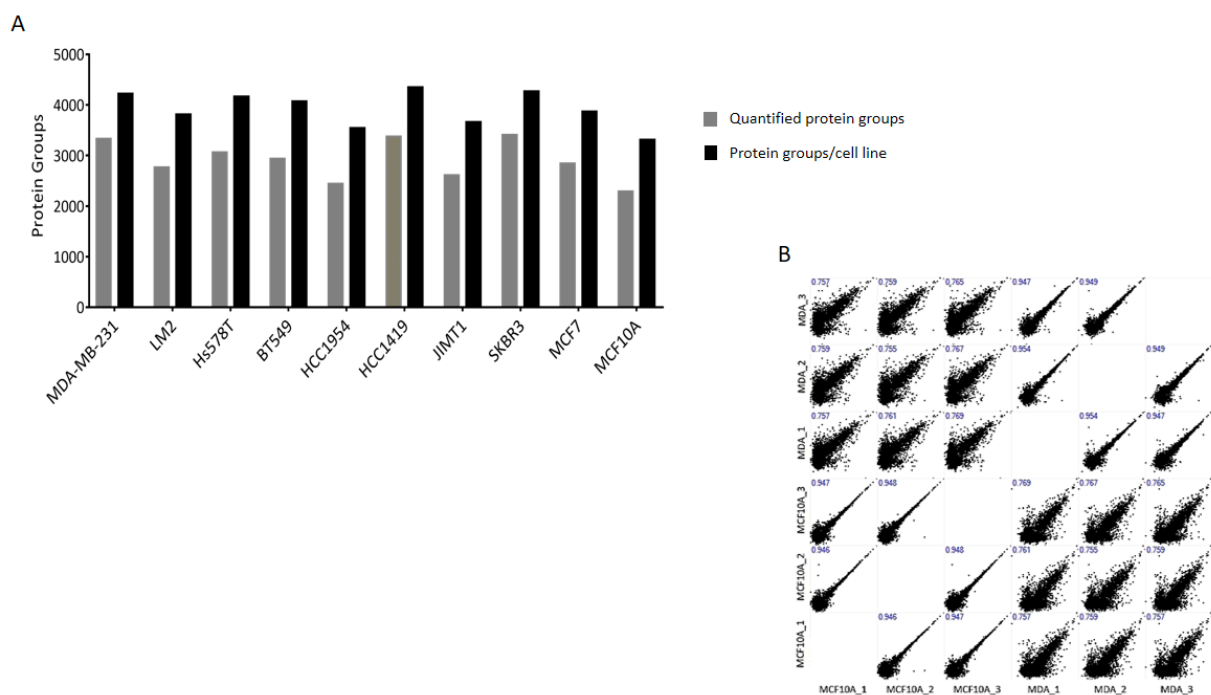 A
5000
4000
3000
2000
1000
0
Protein Groups
MDA-MB-231
LM2
Hs578T
BT549
HCC1954
HCC1419
JIMT1
SKBR3
MCF7
MCF10A
Quantified protein groups
Protein groups/cell line
B
MDA_3
0.757 0.759 0.765 0.947 0.949
MDA_2
0.759 0.755 0.767 0.954 0.949
MDA_1
0.757 0.761 0.769 0.954 0.947
MCF10A_3
0.947 0.948 0.769 0.767 0.765
MCF10A_2
0.946 0.948 0.761 0.755 0.759
MCF10A_1
0.946 0.947 0.757 0.759 0.757
MCF10A_1 MCF10A_2 MCF10A_3 MDA_1 MDA_2 MDA_3